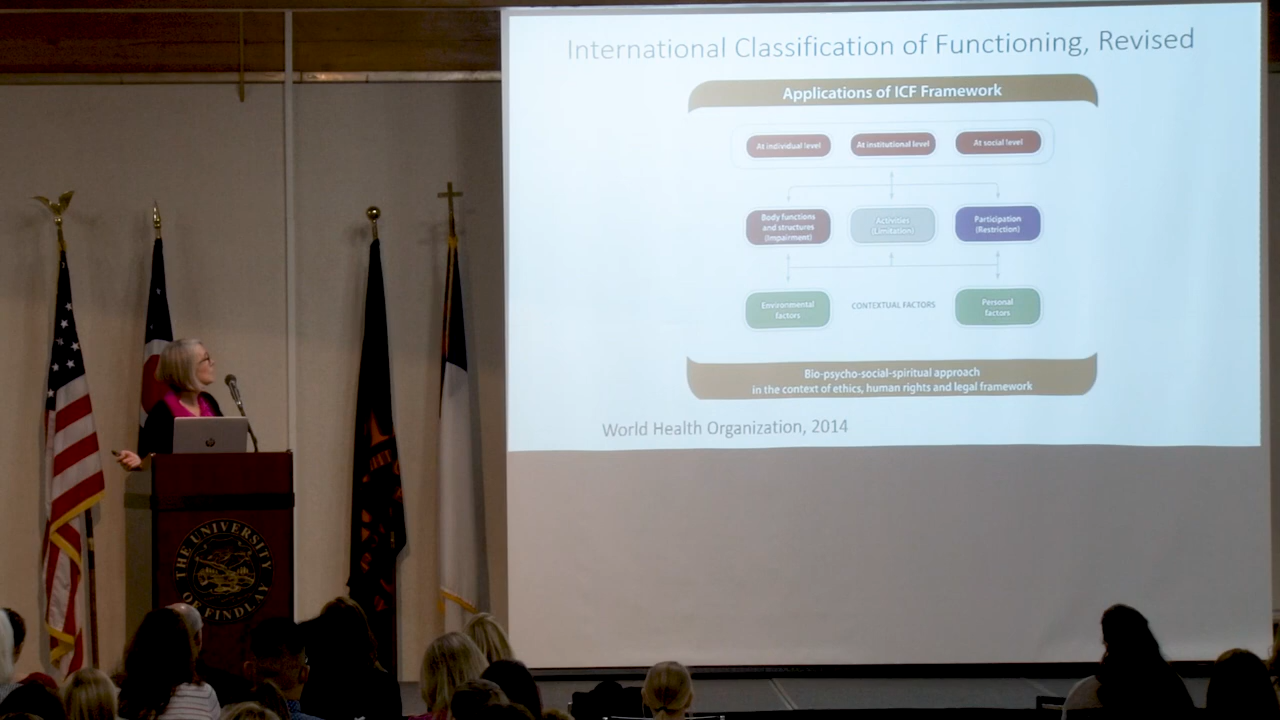 International Classification of Functioning, Revised
Applications of ICF Framework
At individual level
At institutional level
At social level
Body functions
and structures
(Impairment)
Activities
(Limitation)
Participation
(Restriction)
Environmental
factors
CONTEXTUAL FACTORS
Personal
factors
Bio-psycho-social-spiritual approach
in the context of ethics, human rights and legal framework
World Health Organization, 2014
THE UNIVERSITY
OF FINDLAY